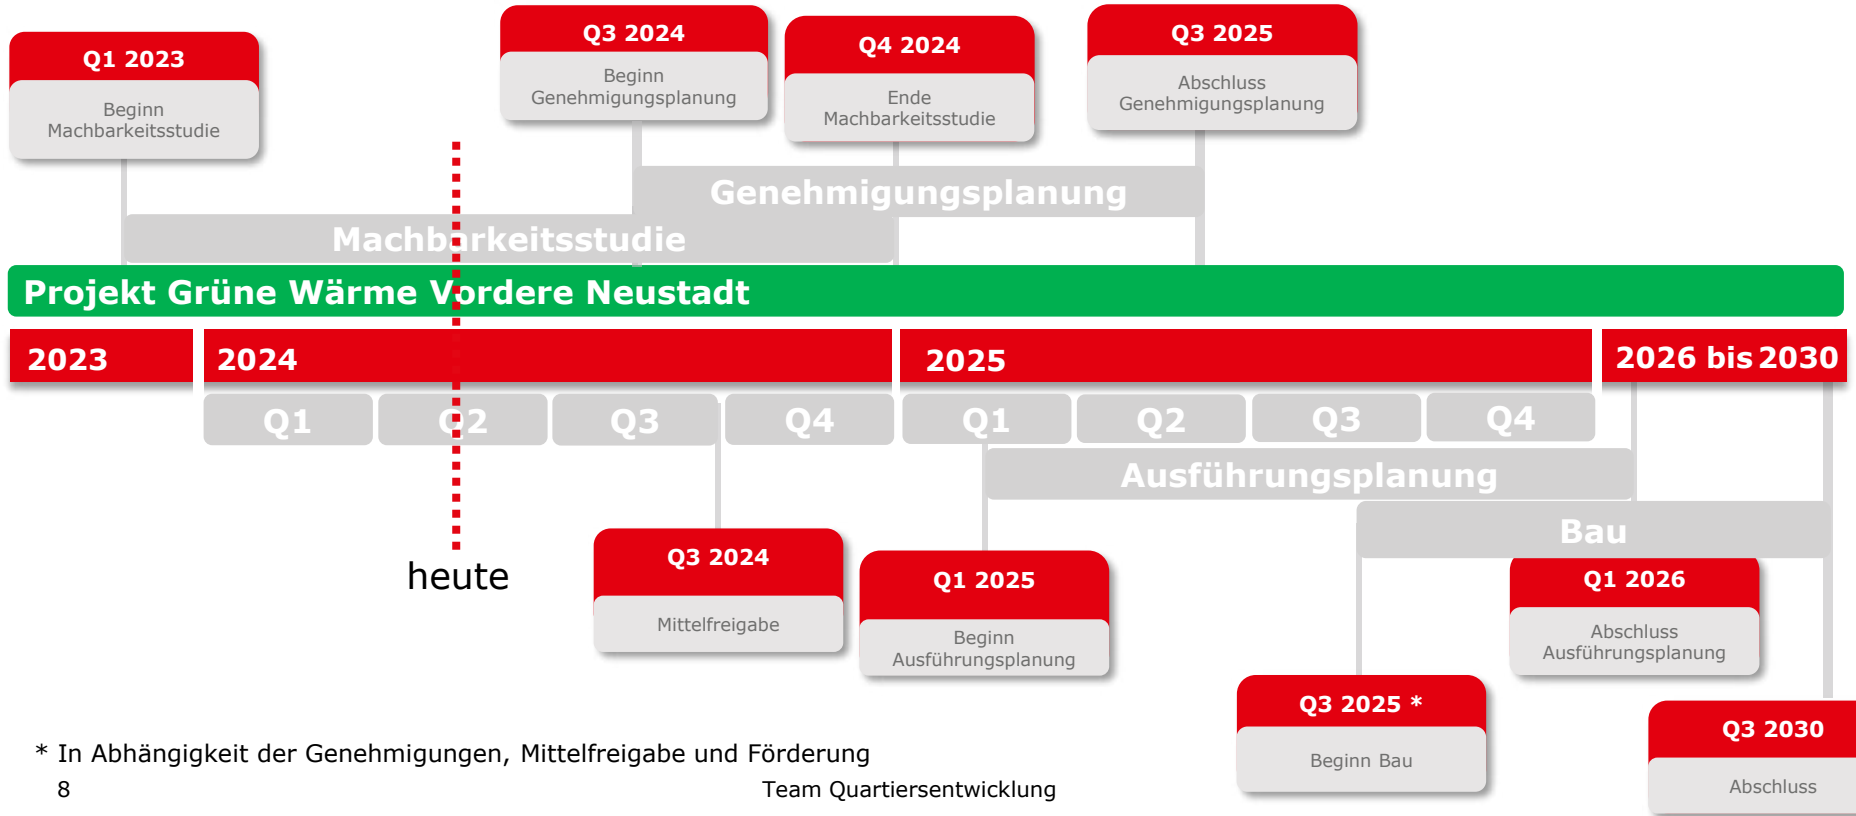 Q1 2023
Beginn
Machbarkeitsstudie
Q3 2024
Beginn
Genehmigungsplanung
Q4 2024
Ende
Machbarkeitsstudie
Q3 2025
Abschluss
Genehmigungsplanung
Genehmigungsplanung
Machbarkeitsstudie
Projekt Grüne Wärme Vordere Neustadt
2023
2024
2025
2026 bis 2030
Q1
Q2
Q3
Q4
Q1
Q2
Q3
Q4
Ausführungsplanung
Bau
heute
Q3 2024
Mittelfreigabe
Q1 2025
Beginn
Ausführungsplanung
Q1 2026
Abschluss
Ausführungsplanung
Q3 2025 *
Beginn Bau
Q3 2030
Abschluss
* In Abhängigkeit der Genehmigungen, Mittelfreigabe und Förderung
8
Team Quartiersentwicklung